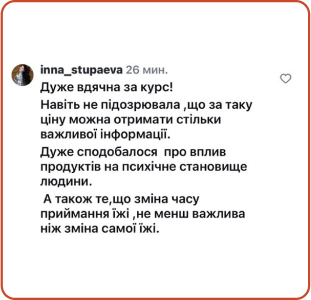 inna_stupaeva 26 мин.
Дуже вдячна за курс!
Навіть не підозрювала ,що за таку
ціну можна отримати стільки
важливої інформації.
Дуже сподобалося  про вплив
продуктів на психічне становище
людини.
А також те,що зміна часу
приймання їжі ,не менш важлива
ніж зміна самої їжі.